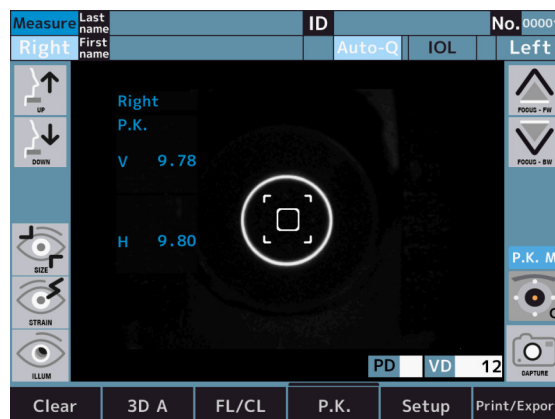 Measure Last name ID No. 0000
Right First name Auto-Q IOL Left
UP
DOWN
FOCUS - FW
FOCUS - BW
Right
P.K.
V 9.78
H 9.80
SIZE
STRAIN
ILLUM
P.K. M
CAPTURE
PD VD 12
Clear 3D A FL/CL P.K. Setup Print/Expor